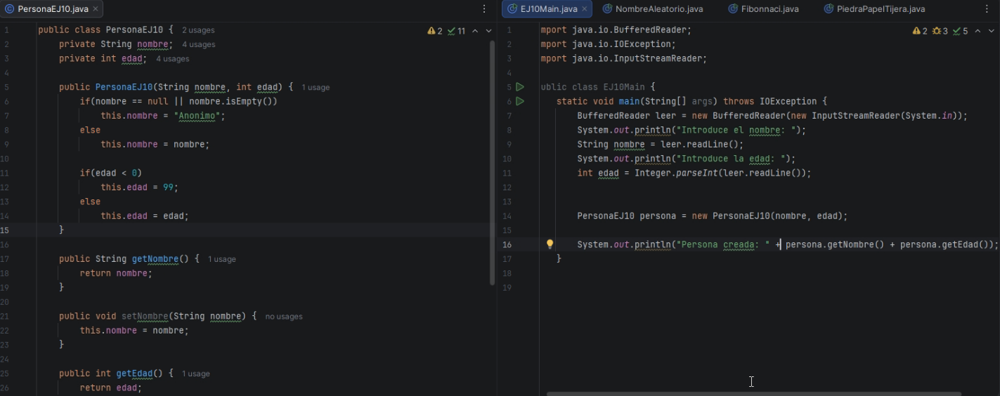 PersonaEJ10.java
1 public class PersonaEJ10 { 2 usages
2 private String nombre; 4 usages
3 private int edad; 4 usages
4
5 public PersonaEJ10(String nombre, int edad) { 1 usage
6 if(nombre == null || nombre.isEmpty())
7 this.nombre = "Anonimo";
8 else
9 this.nombre = nombre;
10
11 if(edad < 0)
12 this.edad = 99;
13 else
14 this.edad = edad;
15 }
16
17 public String getNombre() { 1 usage
18 return nombre;
19 }
20
21 public void setNombre(String nombre) { no usages
22 this.nombre = nombre;
23 }
24
25 public int getEdad() { 1 usage
26 return edad;
2 11
EJ10Main.java NombreAleatorio.java Fibonnaci.java PiedraPapelTijera.java
2 3 5
1 mport java.io.BufferedReader;
2 mport java.io.IOException;
3 mport java.io.InputStreamReader;
4
5 ublic class EJ10Main {
6 static void main(String[] args) throws IOException {
7 BufferedReader leer = new BufferedReader(new InputStreamReader(System.in));
8 System.out.println("Introduce el nombre: ");
9 String nombre = leer.readLine();
10 System.out.println("Introduce la edad: ");
11 int edad = Integer.parseInt(leer.readLine());
12
13
14 PersonaEJ10 persona = new PersonaEJ10(nombre, edad);
15
16 System.out.println("Persona creada: " + persona.getNombre() + persona.getEdad());
17 }
18
19